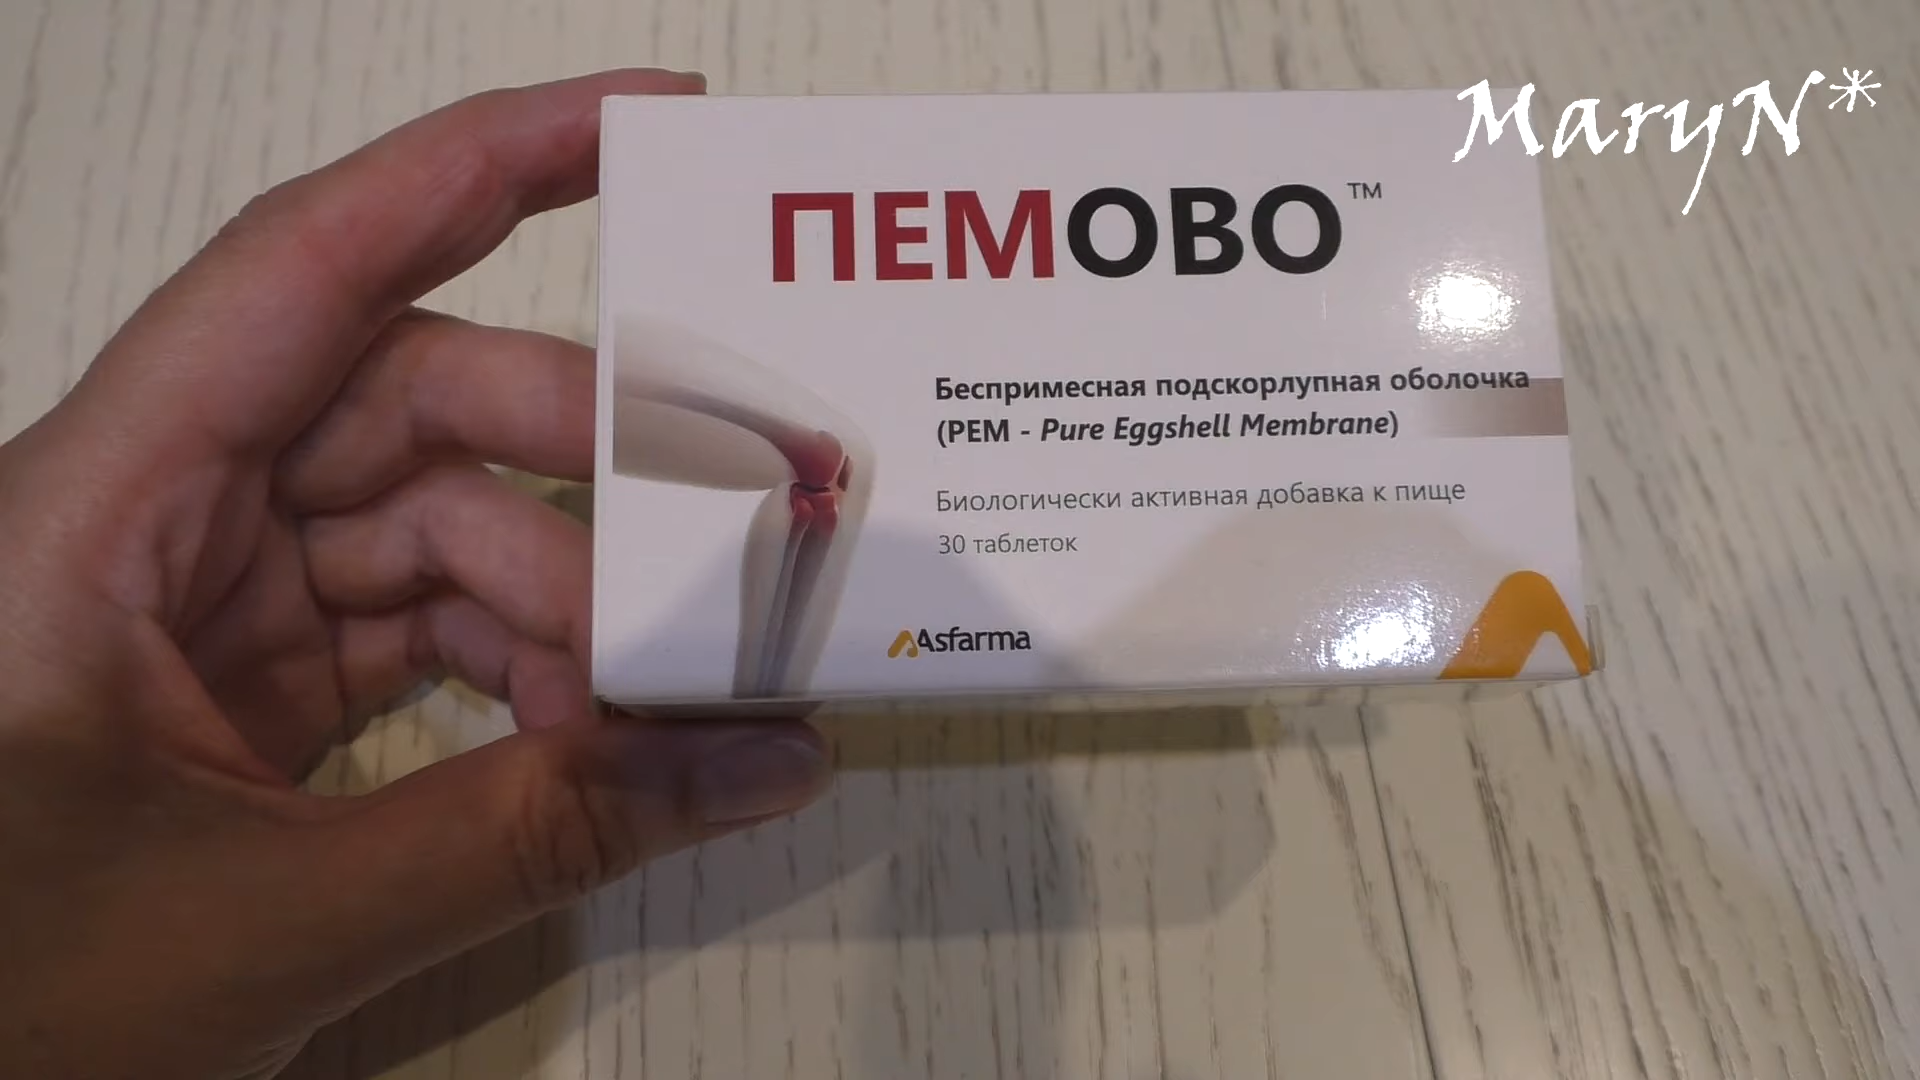 MaryN*
ПЕМОВО™
Беспримесная подскорлупная оболочка
(PEM - Pure Eggshell Membrane)
Биологически активная добавка к пище
30 таблеток
Asfarma